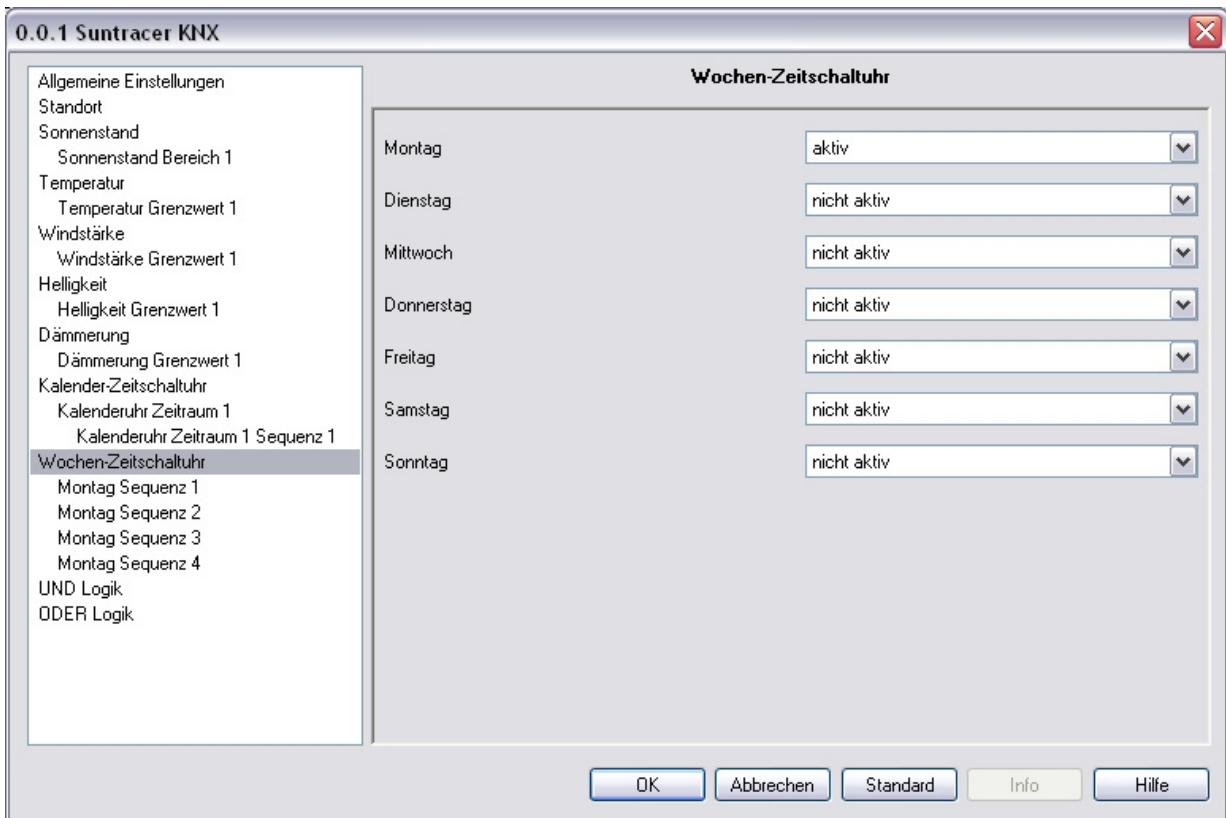 0.0.1 Suntracer KNX
Allgemeine Einstellungen
Standort
Sonnenstand
Sonnenstand Bereich 1
Temperatur
Temperatur Grenzwert 1
Windstärke
Windstärke Grenzwert 1
Helligkeit
Helligkeit Grenzwert 1
Dämmerung
Dämmerung Grenzwert 1
Kalender-Zeitschaltuhr
Kalenderuhr Zeitraum 1
Kalenderuhr Zeitraum 1 Sequenz 1
Wochen-Zeitschaltuhr
Montag Sequenz 1
Montag Sequenz 2
Montag Sequenz 3
Montag Sequenz 4
UND Logik
ODER Logik
Wochen-Zeitschaltuhr
Montag aktiv
Dienstag nicht aktiv
Mittwoch nicht aktiv
Donnerstag nicht aktiv
Freitag nicht aktiv
Samstag nicht aktiv
Sonntag nicht aktiv
OK Abbrechen Standard Info Hilfe